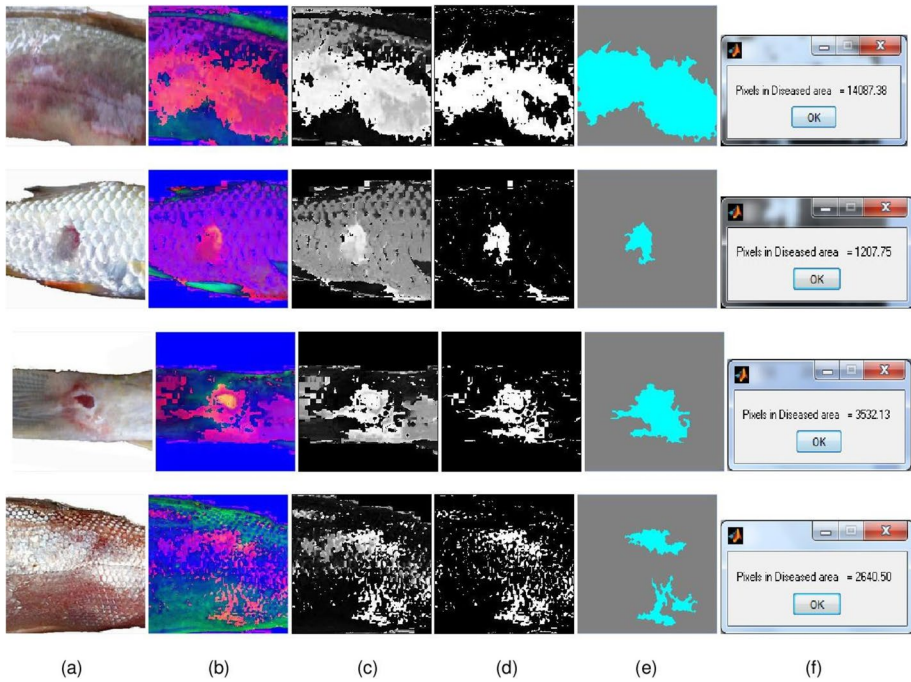 Pixels in Diseased area = 14087.38
OK
Pixels in Diseased area = 1207.75
OK
Pixels in Diseased area = 3532.13
OK
Pixels in Diseased area = 2640.50
OK
(a) (b) (c) (d) (e) (f)